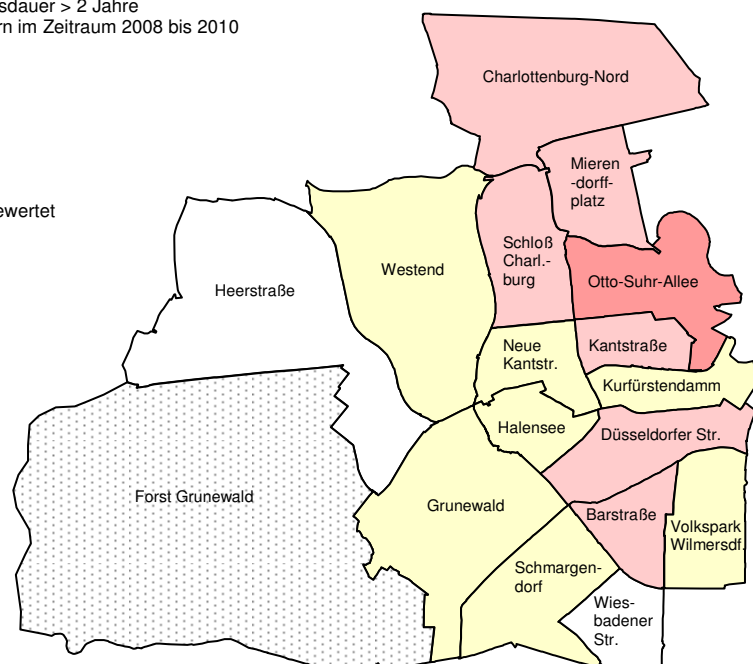 sdauer > 2 Jahre
rn im Zeitraum 2008 bis 2010
ewertet
Charlottenburg-Nord
Mieren
-dorff-
platz
Schloß
Charl.-
burg
Westend
Heerstraße
Otto-Suhr-Allee
Neue
Kantstr.
Kantstraße
Kurfürstendamm
Halensee
Düsseldorfer Str.
Forst Grunewald
Grunewald
Barstraße
Volkspark
Wilmersdf.
Schmargen-
dorf
Wies-
badener
Str.